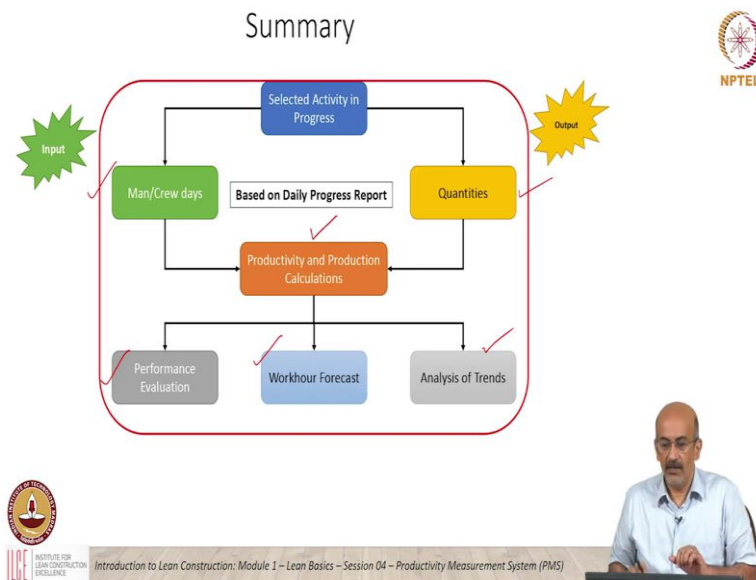 Summary
NPTEL
Selected Activity in
Progress
Input
Output
Man/Crew days
Based on Daily Progress Report
Quantities
Productivity and Production
Calculations
Performance
Evaluation
Workhour Forecast
Analysis of Trends
ILCE
INSTITUTE FOR
LEAN CONSTRUCTION
EXCELLENCE
Introduction to Lean Construction: Module 1 – Lean Basics – Session 04 – Productivity Measurement System (PMS)